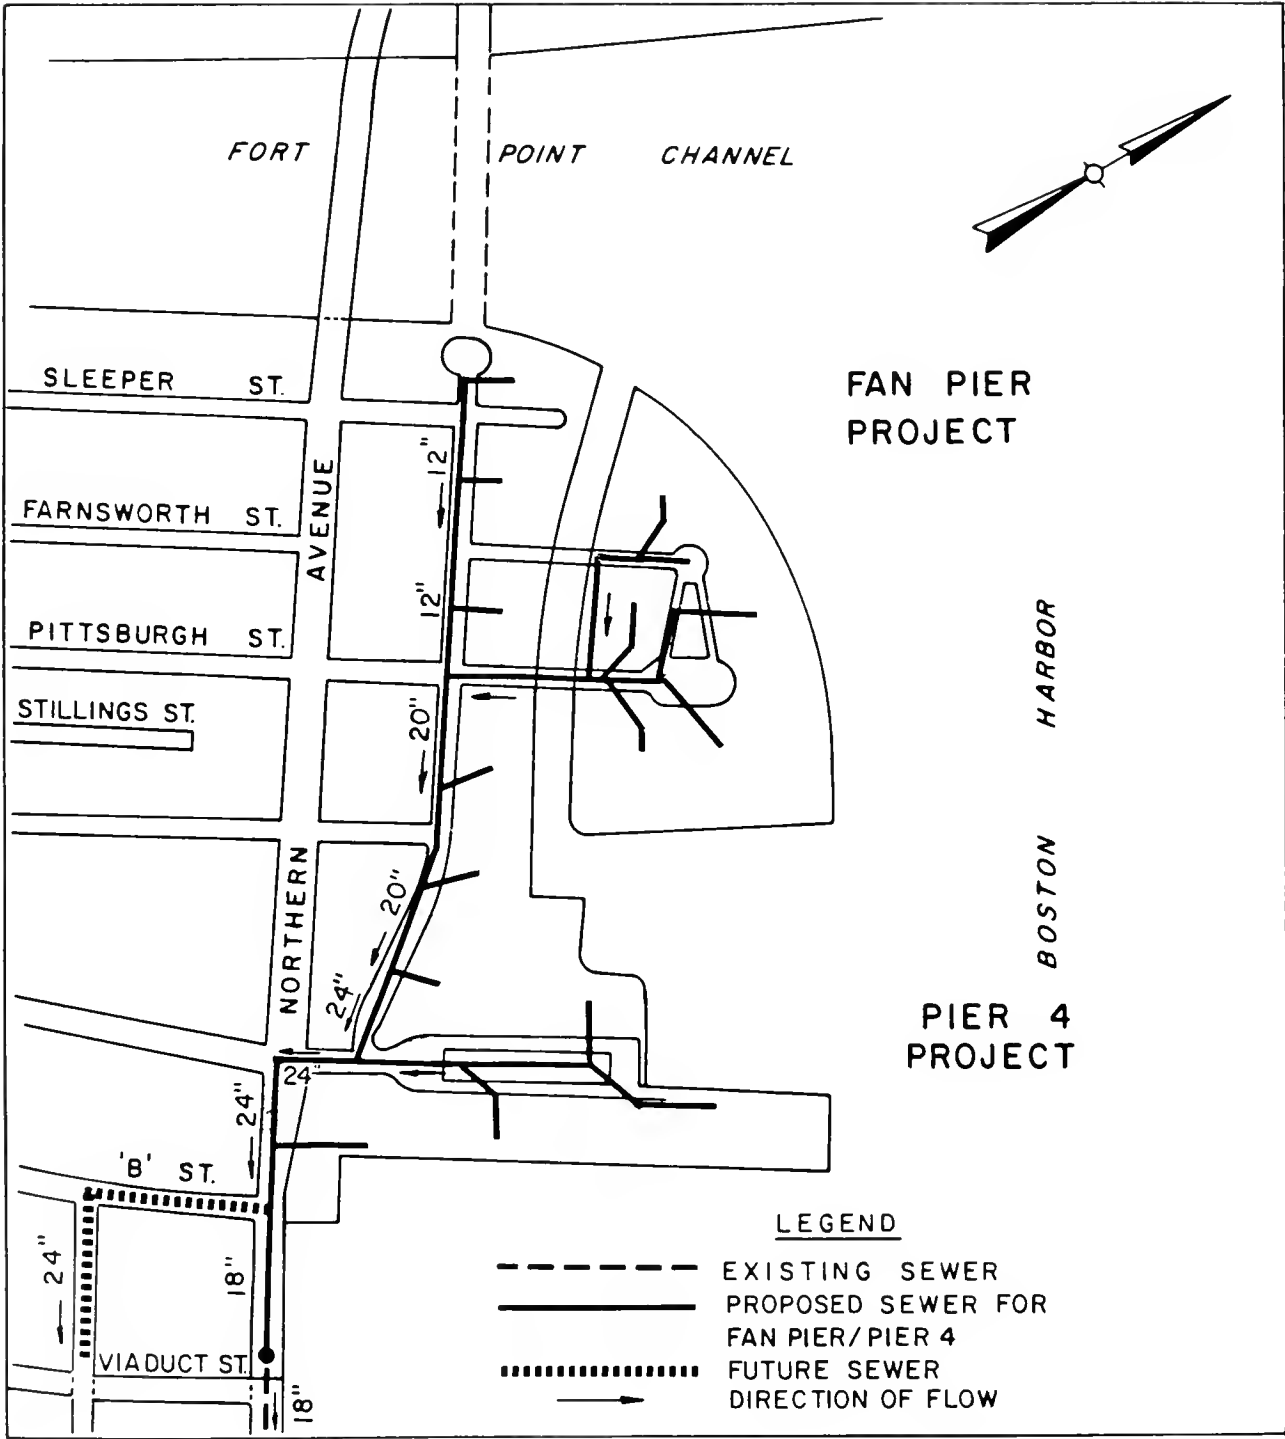 FORT POINT CHANNEL
SLEEPER ST.
FAN PIER
PROJECT
12"
FARNSWORTH ST.
AVENUE
12"
PITTSBURGH ST.
HARBOR
STILLINGS ST.
20"
NORTHERN
20"
BOSTON
24"
PIER 4
PROJECT
24"
24"
'B' ST.
LEGEND
24"
18"
EXISTING SEWER
PROPOSED SEWER FOR
FAN PIER/PIER 4
VIADUCT ST.
FUTURE SEWER
DIRECTION OF FLOW
18"